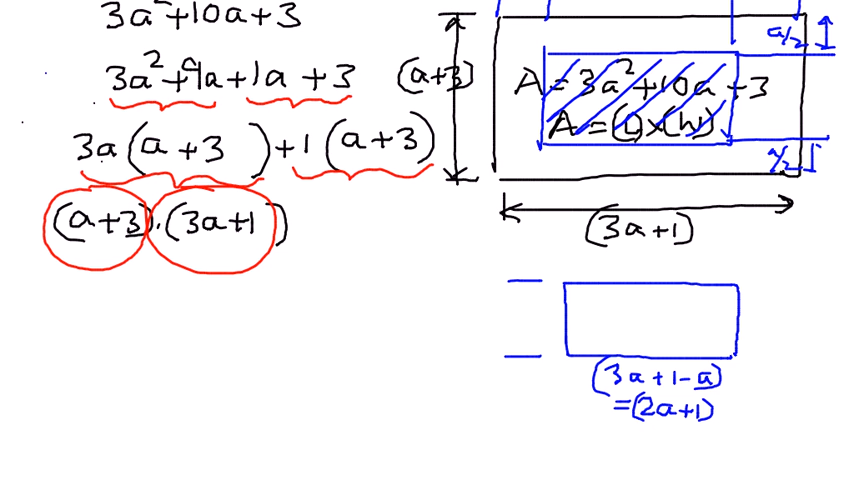 3a²+10a+3
3a²+9a+1a+3
3a(a+3)+1(a+3)
(a+3).(3a+1)
a/2
(a+3)
A=3a²+10a+3
A=(L)x(W)
a/2
(3a+1)
(3a+1-a)
=(2a+1)